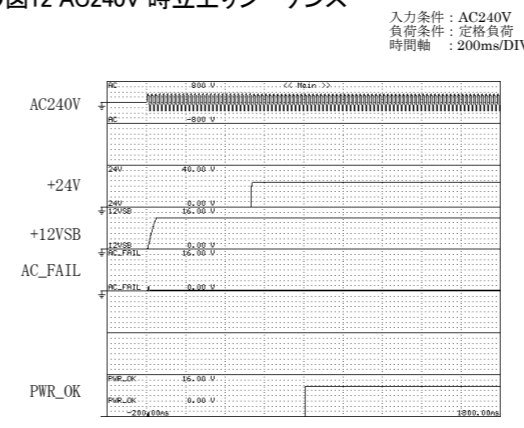 図12 AC240V 時立上りシーケンス
入力条件：AC240V
負荷条件：定格負荷
時間軸　：200ms/DIV
AC 800 V << Main >>
AC240V
AC -800 V
24V 40.00 V
+24V
24V 0.00 V
12VSB 16.00 V
+12VSB
12VSB 0.00 V
AC_FAIL 16.00 V
AC_FAIL
AC_FAIL 0.00 V
PWR_OK 16.00 V
PWR_OK
PWR_OK 0.00 V
-200.00ms 1800.00ms